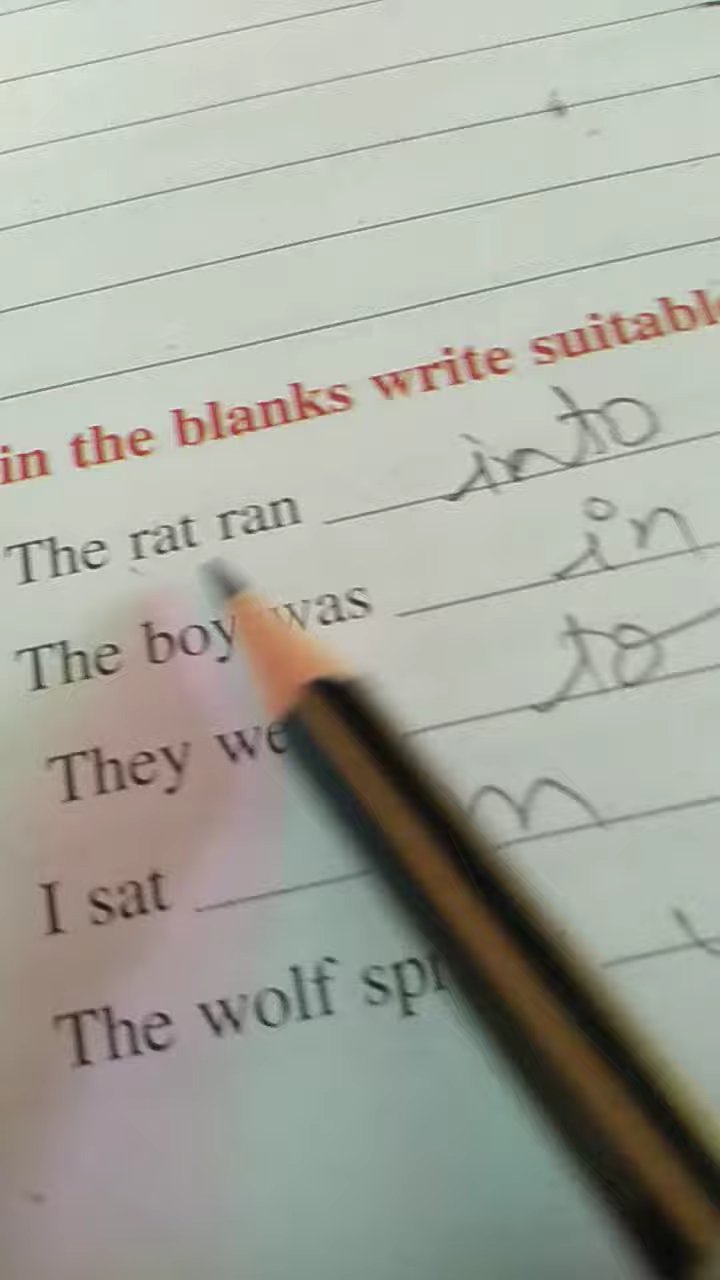 in the blanks write suitabl
The rat ran into
The boy was in
They we to
I sat
The wolf spr